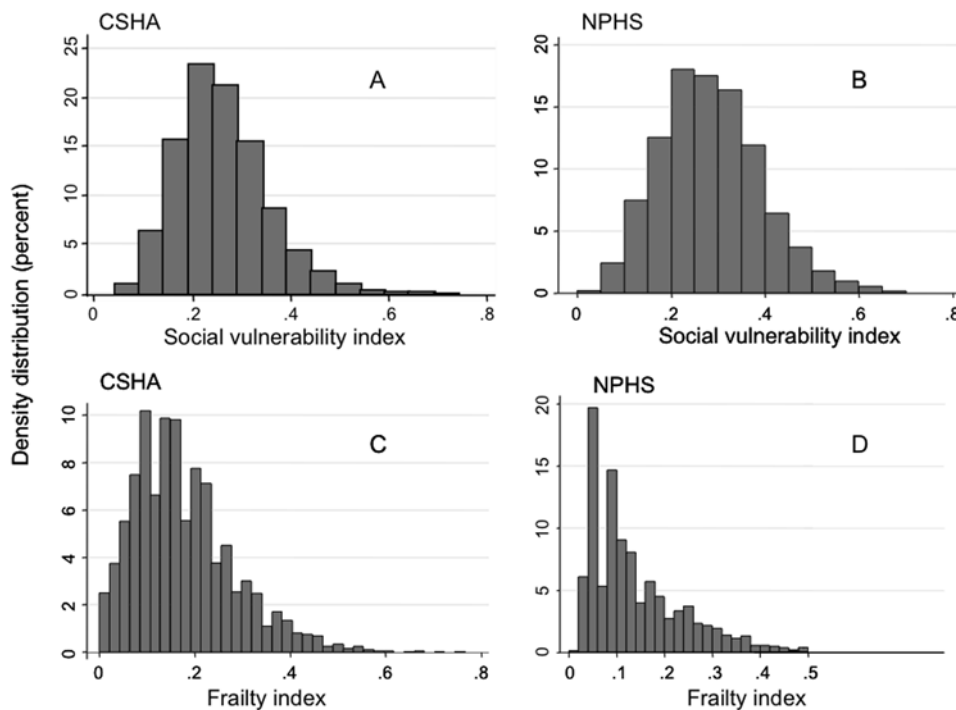 CSHA
A
25
20
15
10
5
0
0 .2 .4 .6 .8
Social vulnerability index
NPHS
B
20
15
10
5
0
0 .2 .4 .6 .8
Social vulnerability index
Density distribution (percent)
CSHA
C
10
8
6
4
2
0
0 .2 .4 .6 .8
Frailty index
NPHS
D
20
15
10
5
0
0 .1 .2 .3 .4 .5
Frailty index